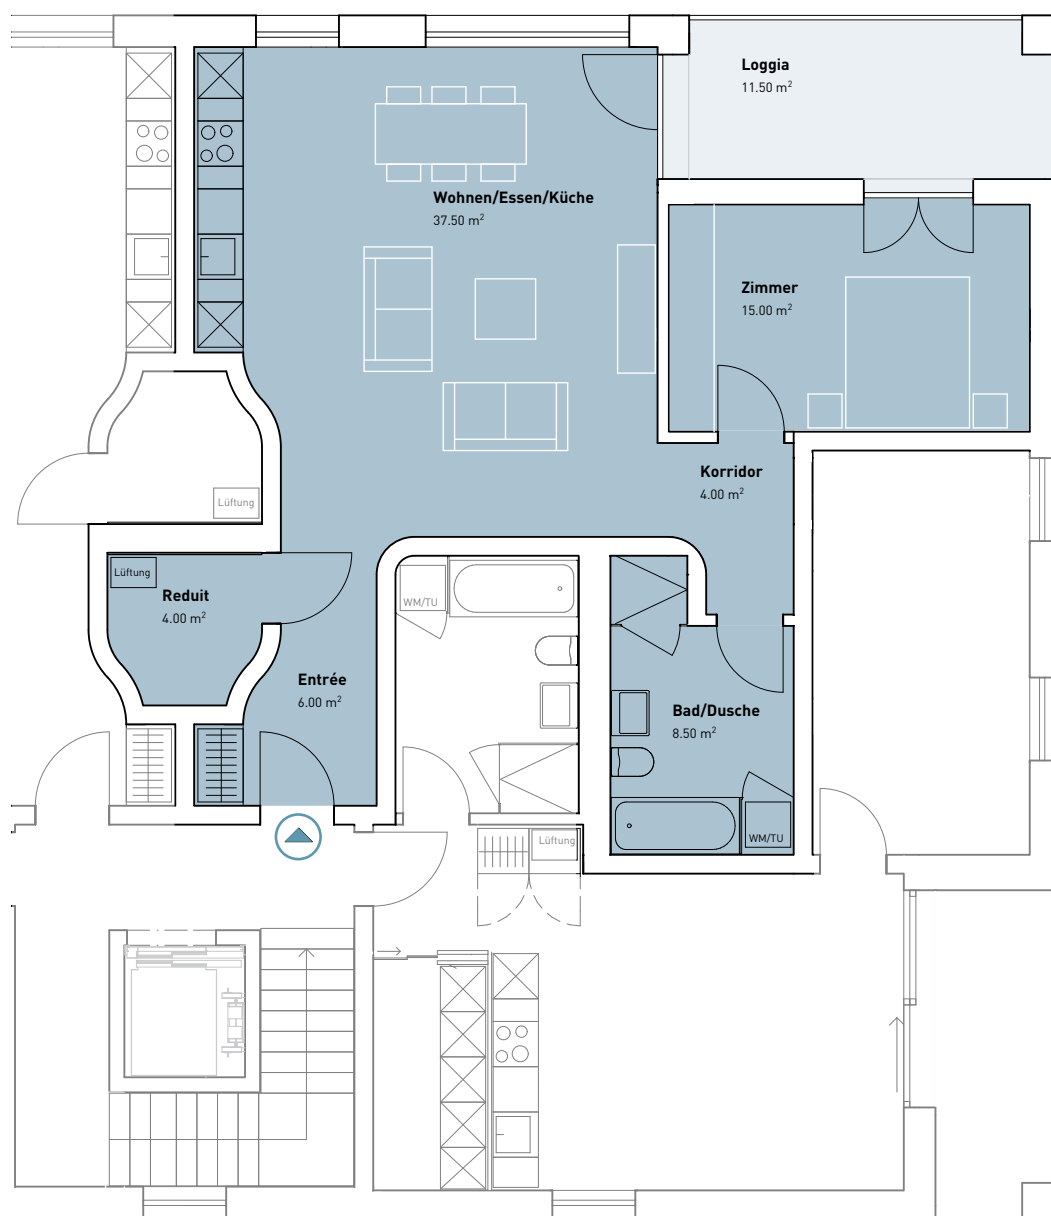 Loggia
11.50 m²
Wohnen/Essen/Küche
37.50 m²
Zimmer
15.00 m²
Korridor
4.00 m²
Lüftung
Lüftung
Reduit
4.00 m²
WM/TU
Entrée
6.00 m²
Bad/Dusche
8.50 m²
Lüftung
WM/TU